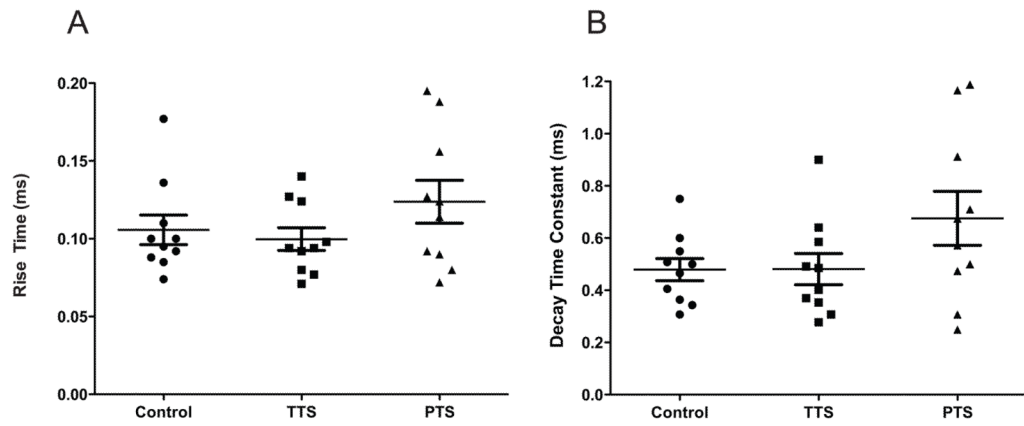 A
B
Rise Time (ms)
0.20
0.15
0.10
0.05
0.00
Control
TTS
PTS
Decay Time Constant (ms)
1.2
1.0
0.8
0.6
0.4
0.2
0.0
Control
TTS
PTS